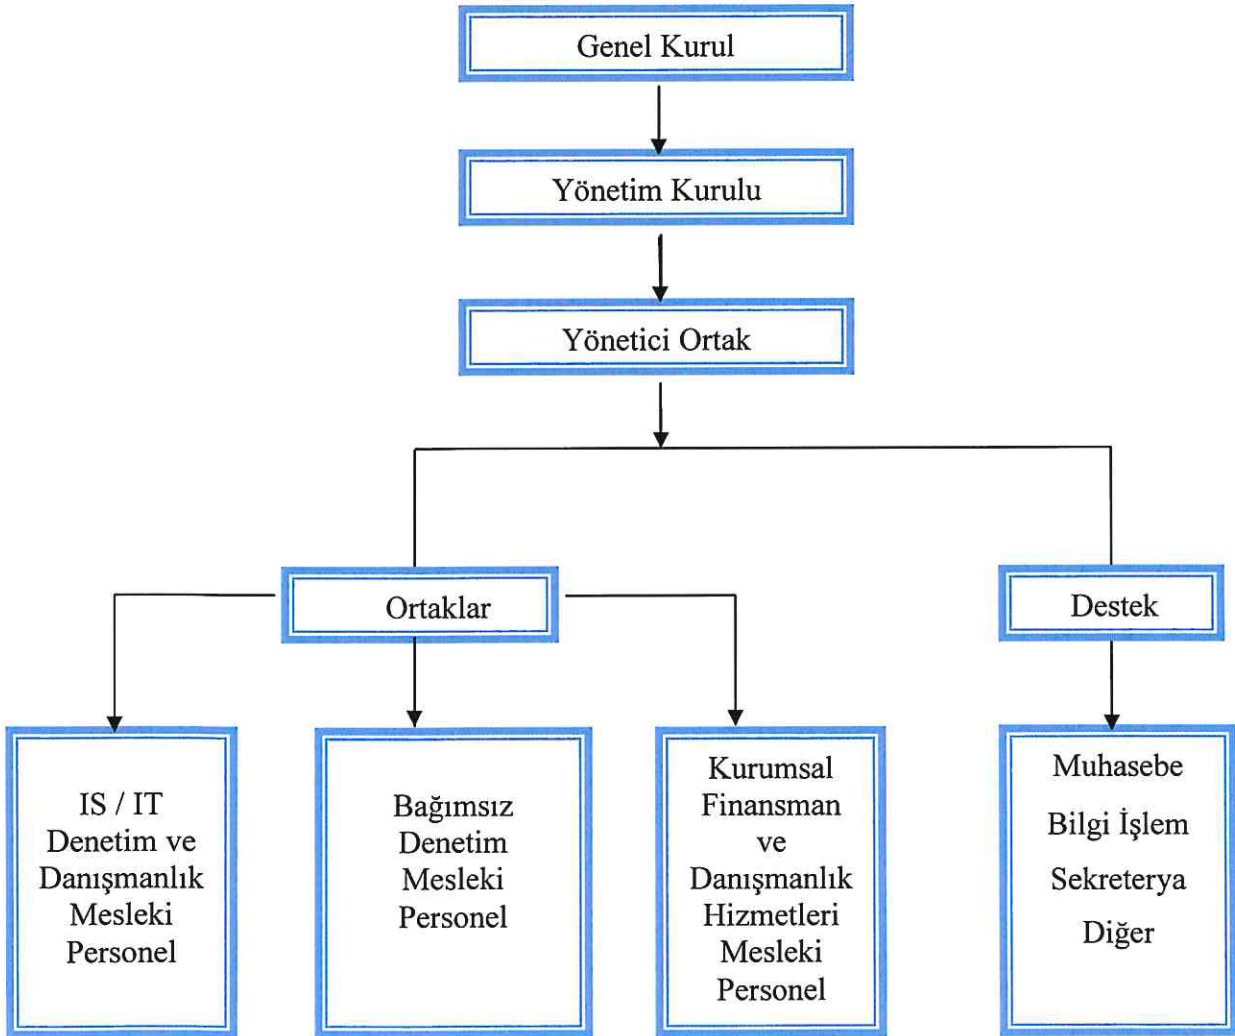 Genel Kurul
Yönetim Kurulu
Yönetici Ortak
Ortaklar
Destek
IS / IT
Denetim ve
Danışmanlık
Mesleki
Personel
Bağımsız
Denetim
Mesleki
Personel
Kurumsal
Finansman
ve
Danışmanlık
Hizmetleri
Mesleki
Personel
Muhasebe
Bilgi İşlem
Sekreterya
Diğer